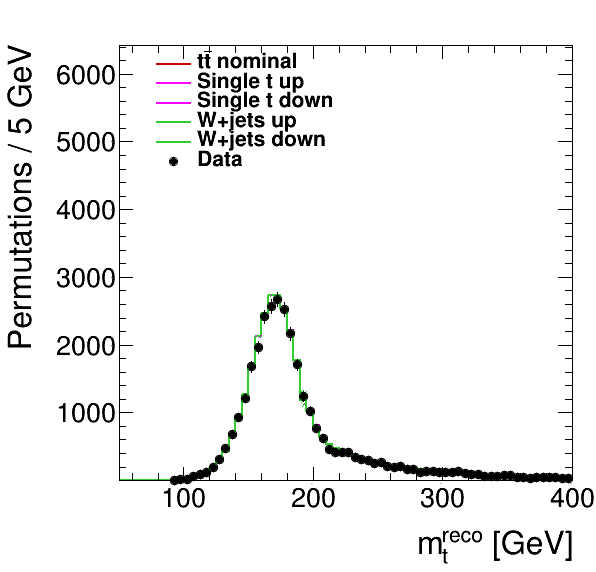 Permutations / 5 GeV
6000
5000
4000
3000
2000
1000
tt̄ nominal
Single t up
Single t down
W+jets up
W+jets down
Data
100 200 300 400
m_t^reco [GeV]